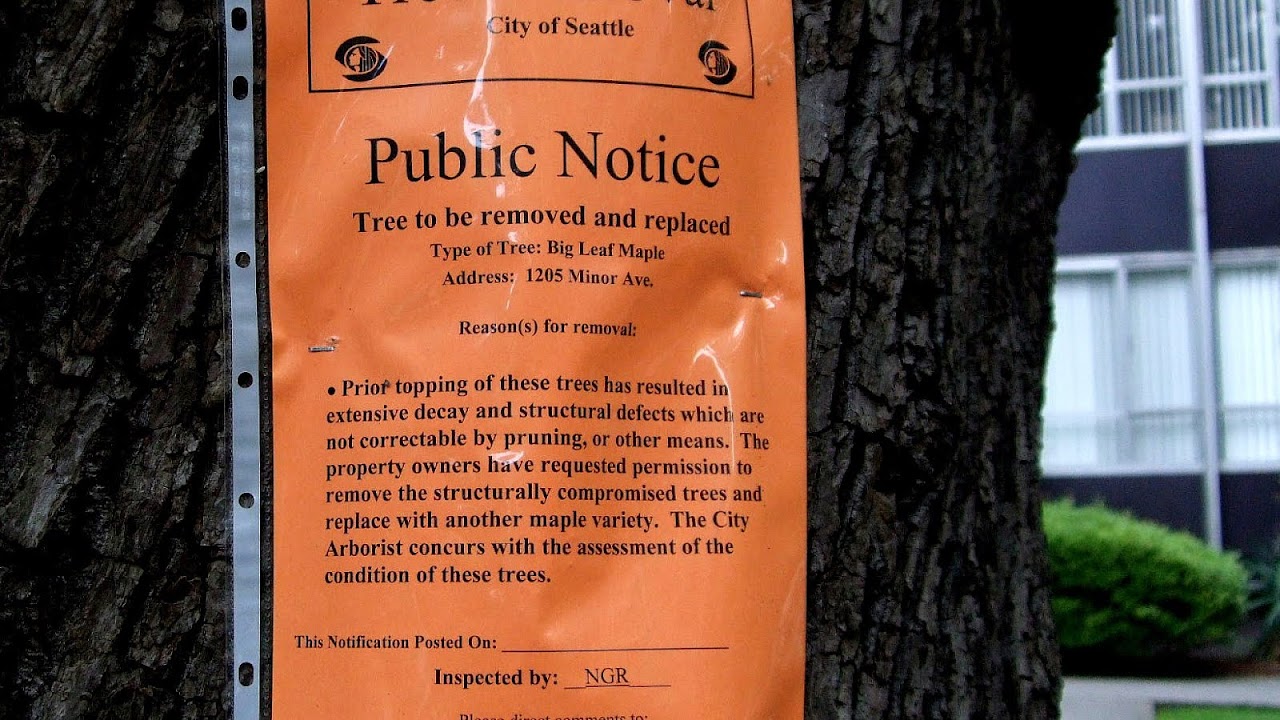 City of Seattle
Public Notice
Tree to be removed and replaced
Type of Tree: Big Leaf Maple
Address: 1205 Minor Ave.
Reason(s) for removal:
• Prior topping of these trees has resulted in
extensive decay and structural defects which are
not correctable by pruning, or other means. The
property owners have requested permission to
remove the structurally compromised trees and
replace with another maple variety. The City
Arborist concurs with the assessment of the
condition of these trees.
This Notification Posted On:
Inspected by: NGR
Please direct comments to: